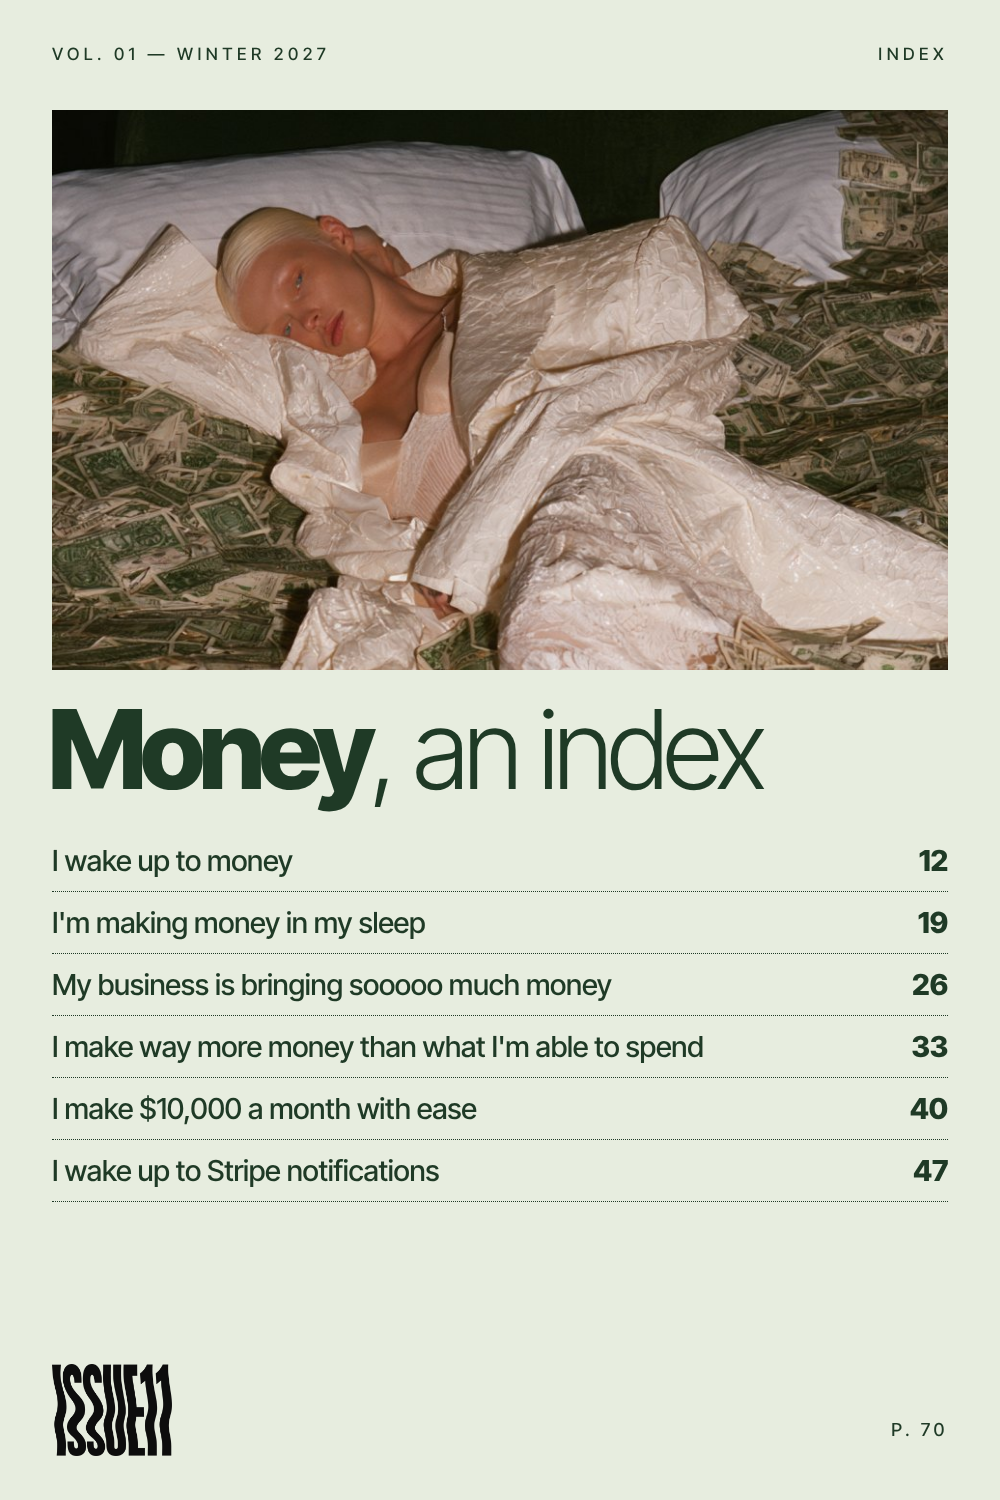 VOL. 01 — WINTER 2027
INDEX
Money, an index
I wake up to money 12
I'm making money in my sleep 19
My business is bringing sooooo much money 26
I make way more money than what I'm able to spend 33
I make $10,000 a month with ease 40
I wake up to Stripe notifications 47
ISSUE11
P. 70